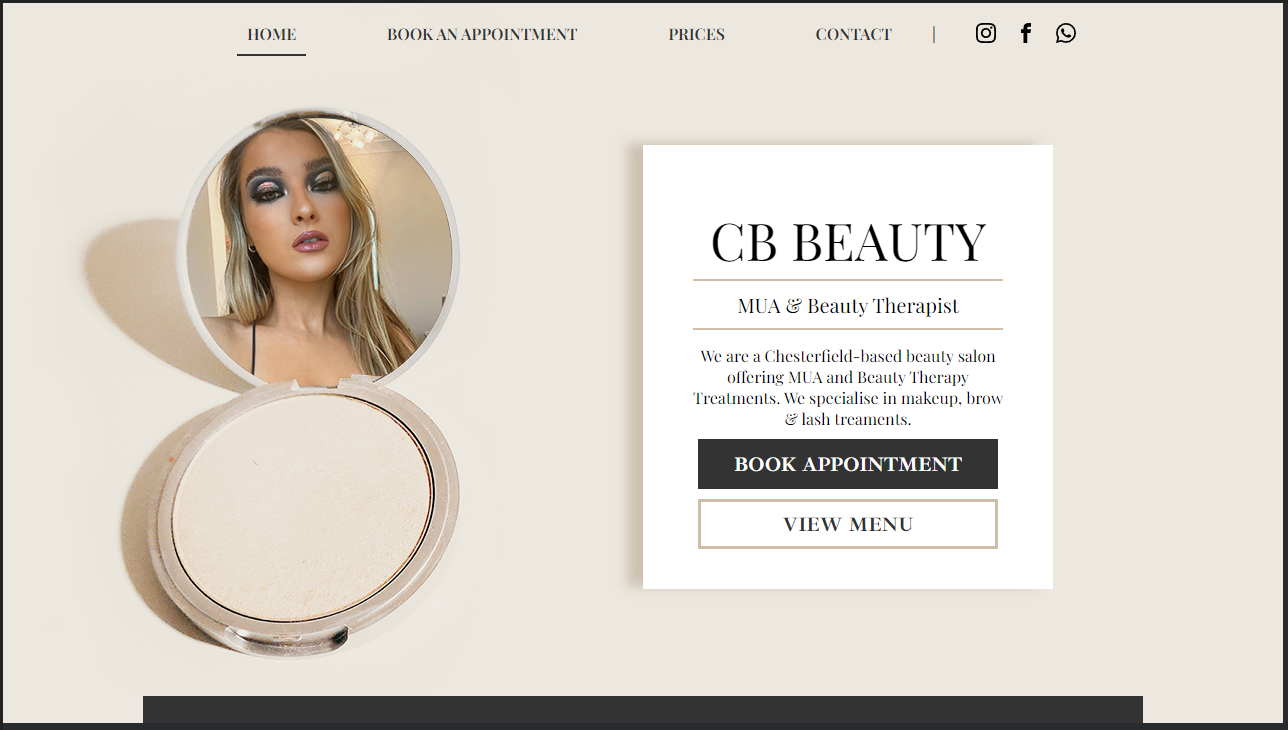 HOME BOOK AN APPOINTMENT PRICES CONTACT |
CB BEAUTY
MUA & Beauty Therapist
We are a Chesterfield-based beauty salon
offering MUA and Beauty Therapy
Treatments. We specialise in makeup, brow
& lash treaments.
BOOK APPOINTMENT
VIEW MENU